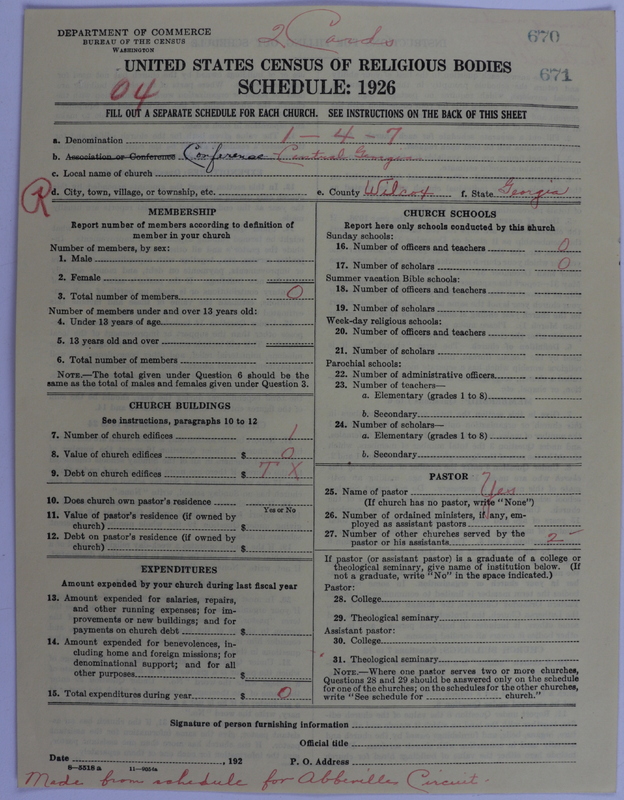 DEPARTMENT OF COMMERCE
BUREAU OF THE CENSUS
WASHINGTON
2 Cards
670
671
UNITED STATES CENSUS OF RELIGIOUS BODIES
SCHEDULE: 1926
04
FILL OUT A SEPARATE SCHEDULE FOR EACH CHURCH. SEE INSTRUCTIONS ON THE BACK OF THIS SHEET
a. Denomination 1-4-7
b. Association or Conference Conference Central Georgia
c. Local name of church
R d. City, town, village, or township, etc. e. County Wilcox f. State Georgia
MEMBERSHIP
Report number of members according to definition of
member in your church
Number of members, by sex:
1. Male
2. Female
3. Total number of members 0
Number of members under and over 13 years old:
4. Under 13 years of age
5. 13 years old and over
6. Total number of members
NOTE.—The total given under Question 6 should be the
same as the total of males and females given under Question 3.
CHURCH BUILDINGS
See instructions, paragraphs 10 to 12
7. Number of church edifices 1
8. Value of church edifices $ 0
9. Debt on church edifices $ T X
10. Does church own pastor's residence
Yes or No
11. Value of pastor's residence (if owned by
church) $
12. Debt on pastor's residence (if owned by
church) $
EXPENDITURES
Amount expended by your church during last fiscal year
13. Amount expended for salaries, repairs,
and other running expenses; for im-
provements or new buildings; and for
payments on church debt $
14. Amount expended for benevolences, in-
cluding home and foreign missions; for
denominational support; and for all
other purposes $
15. Total expenditures during year $ 0
CHURCH SCHOOLS
Report here only schools conducted by this church
Sunday schools:
16. Number of officers and teachers 0
17. Number of scholars 0
Summer vacation Bible schools:
18. Number of officers and teachers
19. Number of scholars
Week-day religious schools:
20. Number of officers and teachers
21. Number of scholars
Parochial schools:
22. Number of administrative officers
23. Number of teachers—
a. Elementary (grades 1 to 8)
b. Secondary
24. Number of scholars—
a. Elementary (grades 1 to 8)
b. Secondary
PASTOR
25. Name of pastor Yes
(If church has no pastor, write "None")
26. Number of ordained ministers, if any, em-
ployed as assistant pastors
27. Number of other churches served by the
pastor or his assistants 2-
If pastor (or assistant pastor) is a graduate of a college or
theological seminary, give name of institution below. (If
not a graduate, write "No" in the space indicated.)
Pastor:
28. College
29. Theological seminary
Assistant pastor:
30. College
31. Theological seminary
NOTE.—Where one pastor serves two or more churches,
Questions 28 and 29 should be answered only on the schedule
for one of the churches; on the schedules for the other churches,
write "See schedule for church."
Signature of person furnishing information
Official title
Date , 192 P. O. Address
8-5518 a 11-9024a
Made from schedule for Abbeville Circuit.